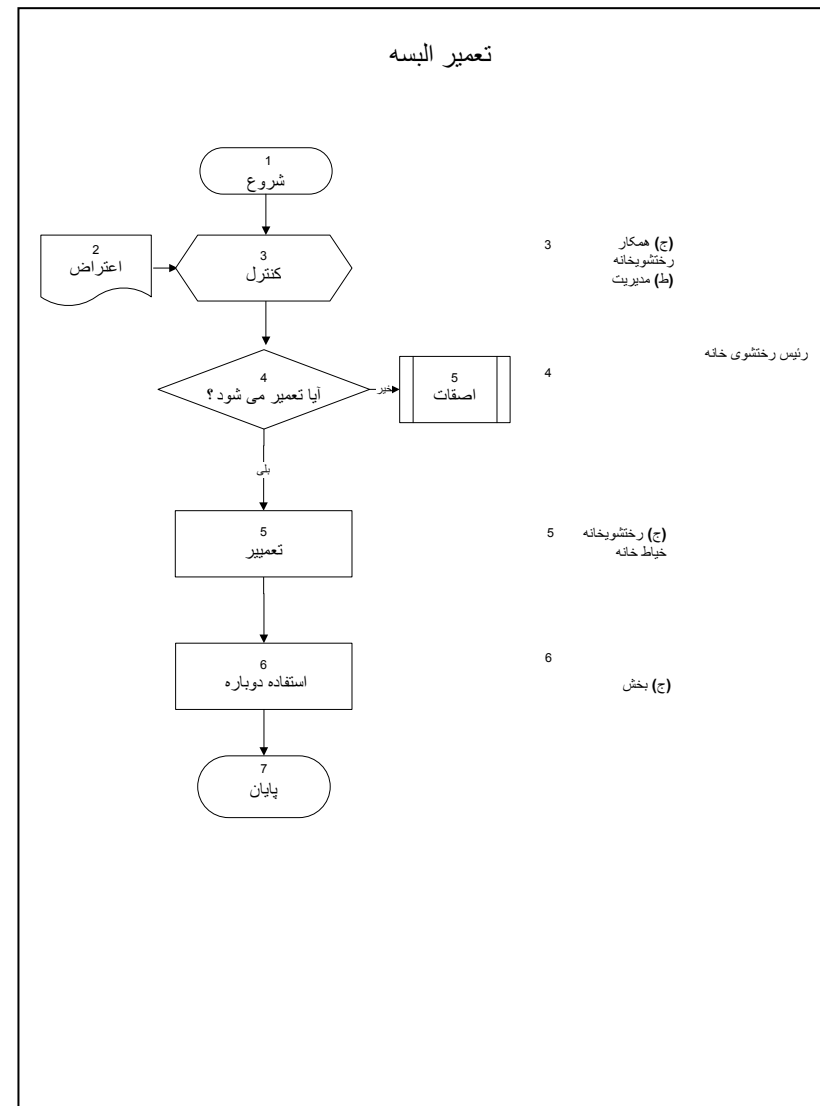 تعمیر البسه
1
شروع
2
اعتراض
3
کنترل
3
(ج) همکار
رختشویخانه
(ط) مدیریت
4
آیا تعمیر می شود ؟
خیر
5
اصقات
4
رئیس رختشوی خانه
بلی
5
تعمییر
5
(ج) رختشویخانه
خیاط خانه
6
استفاده دوباره
6
(ج) بخش
7
پایان